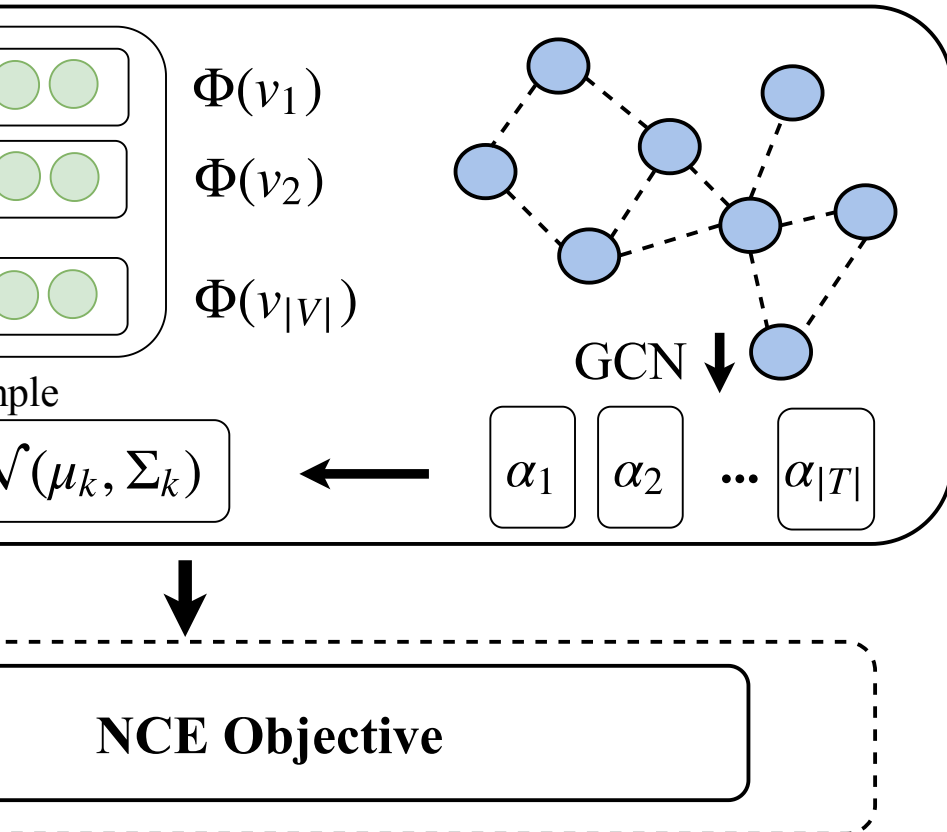 Φ(v₁)
Φ(v₂)
Φ(v|V|)
GCN
(μₖ, Σₖ)
α₁
α₂
...
α|T|
NCE Objective